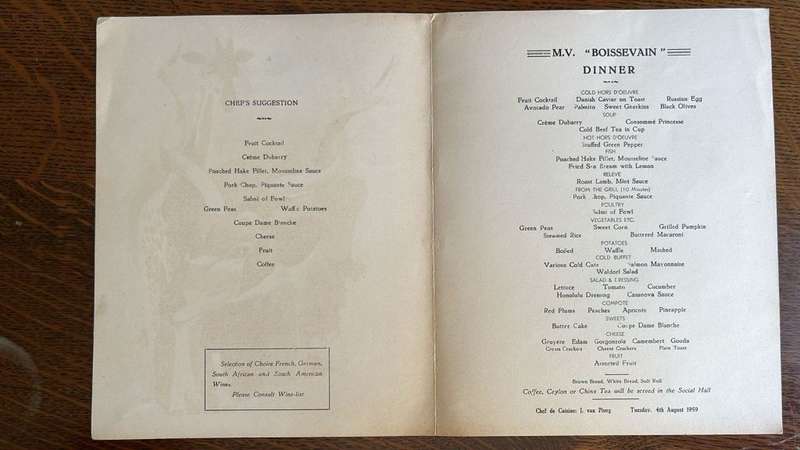 CHEF'S SUGGESTION
Fruit Cocktail
Crème Dubarry
Poached Hake Fillet, Mousseline Sauce
Pork Chop, Piquante Sauce
Salmi of Fowl
Green Peas Waffle Potatoes
Coupe Dame Blanche
Cheese
Fruit
Coffee
Selection of Choice French, German,
South African and South American
Wines.
Please Consult Wine-list
M.V. "BOISSEVAIN"
DINNER
COLD HORS D'OEUVRE
Fruit Cocktail Danish Caviar on Toast Russian Egg
Avocado Pear Palmito Sweet Gherkins Black Olives
SOUP
Crème Dubarry Consommé Princesse
Cold Beef Tea in Cup
HOT HORS D'OEUVRE
Stuffed Green Pepper
FISH
Poached Hake Fillet, Mousseline Sauce
Fried Sea Bream with Lemon
RELEVE
Roast Lamb, Mint Sauce
FROM THE GRILL (10 Minutes)
Pork Chop, Piquante Sauce
POULTRY
Salmi of Fowl
VEGETABLES ETC.
Green Peas Sweet Corn Grilled Pumpkin
Steamed Rice Buttered Macaroni
POTATOES
Boiled Waffle Mashed
COLD BUFFET
Various Cold Cuts Salmon Mayonnaise
Waldorf Salad
SALAD & DRESSING
Lettuce Tomato Cucumber
Honolulu Dressing Casanova Sauce
COMPOTE
Red Plums Peaches Apricots Pineapple
SWEETS
Butter Cake Coupe Dame Blanche
CHEESE
Gruyere Edam Gorgonzola Camembert Gouda
Cream Crackers Cheese Crackers Plain Toast
FRUIT
Assorted Fruit
Brown Bread, White Bread, Soft Roll
Coffee, Ceylon or China Tea will be served in the Social Hall
Chef de Cuisine: J. van Ploeg Tuesday, 4th August 1959